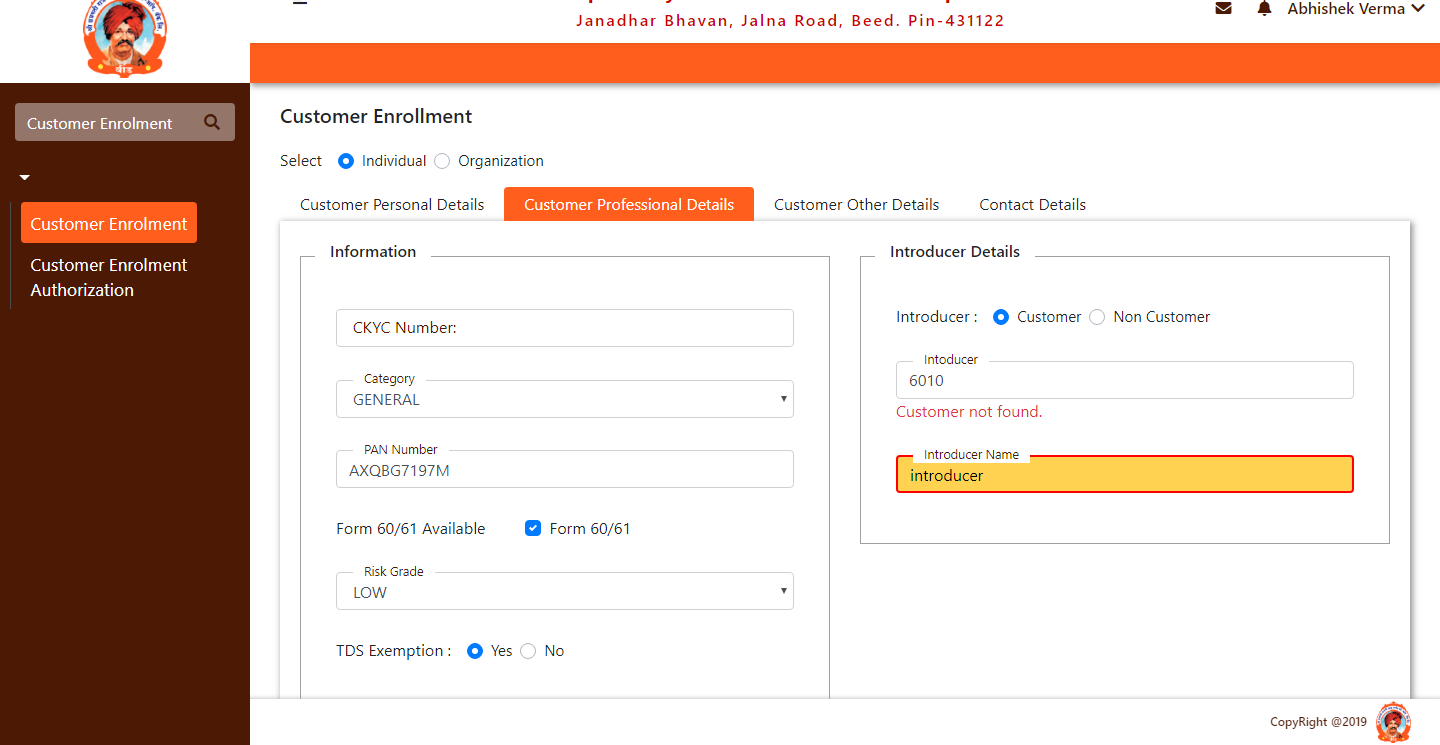 Janadhar Bhavan, Jalna Road, Beed. Pin-431122
Abhishek Verma
बीड
Customer Enrolment
Customer Enrolment
Customer Enrolment
Authorization
Customer Enrollment
Select Individual Organization
Customer Personal Details Customer Professional Details Customer Other Details Contact Details
Information
CKYC Number:
Category
GENERAL
PAN Number
AXQBG7197M
Form 60/61 Available Form 60/61
Risk Grade
LOW
TDS Exemption : Yes No
Introducer Details
Introducer : Customer Non Customer
Intoducer
6010
Customer not found.
Introducer Name
introducer
CopyRight @2019